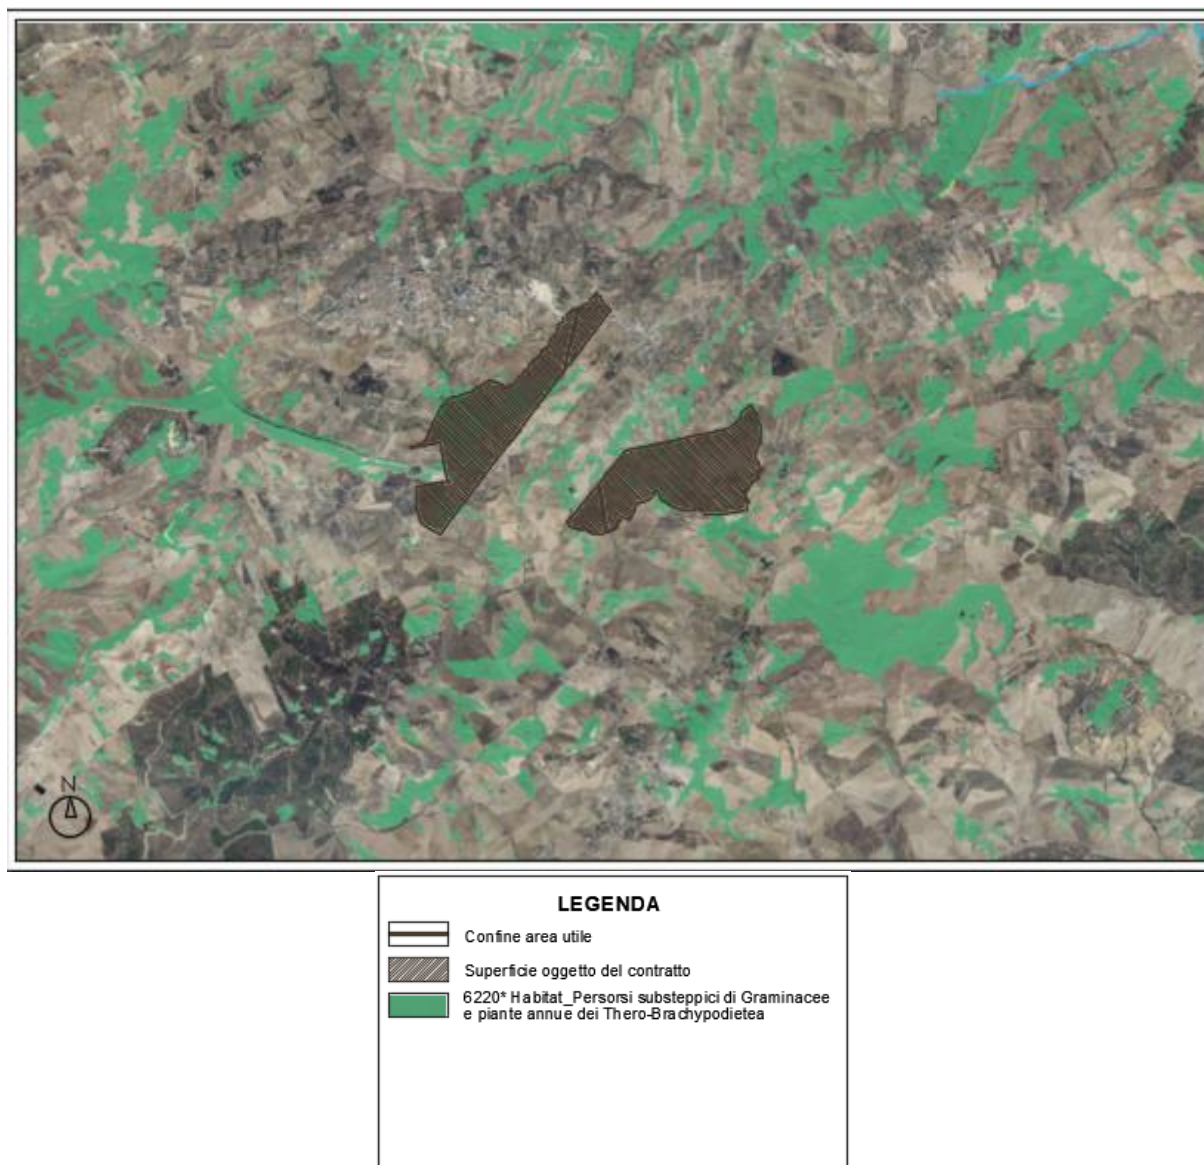 N
LEGENDA
Confine area utile
Superficie oggetto del contratto
6220* Habitat_Persorsi substeppici di Graminacee
e piante annue dei Thero-Brachypodietea